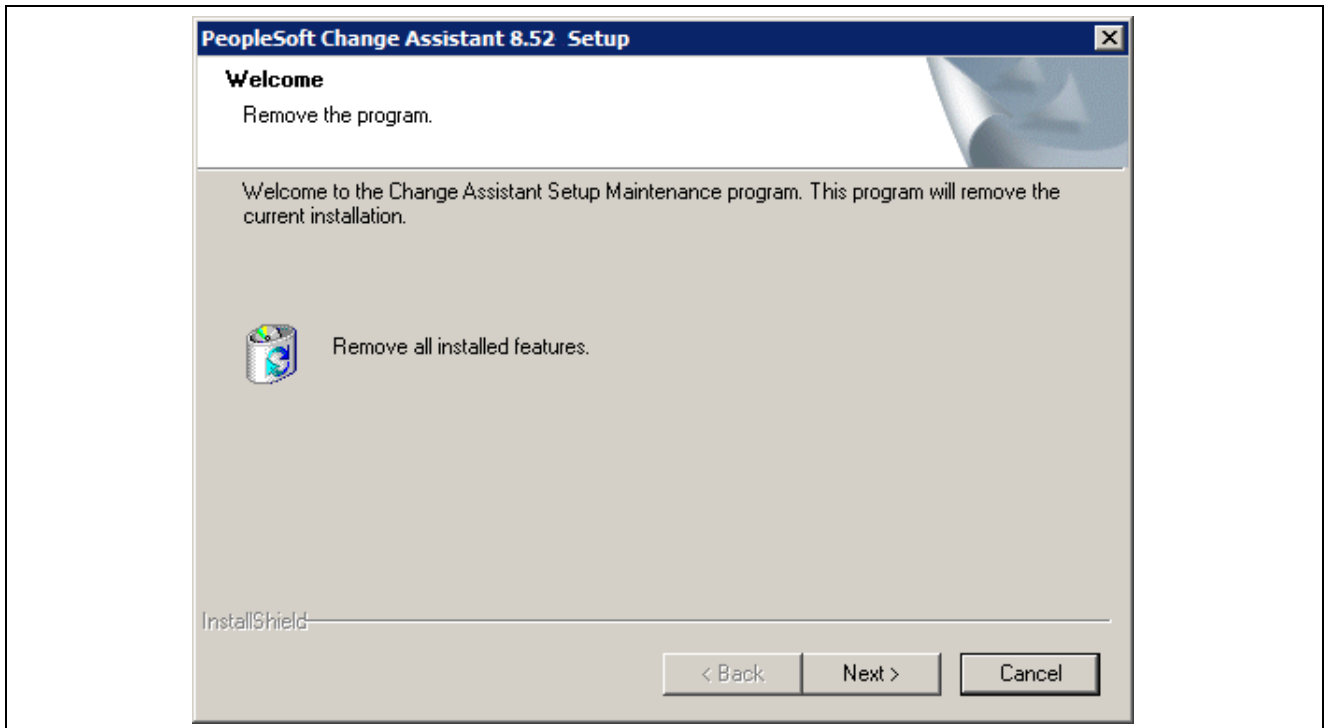 PeopleSoft Change Assistant 8.52 Setup
Welcome
Remove the program.
Welcome to the Change Assistant Setup Maintenance program. This program will remove the
current installation.
Remove all installed features.
InstallShield
< Back
Next >
Cancel